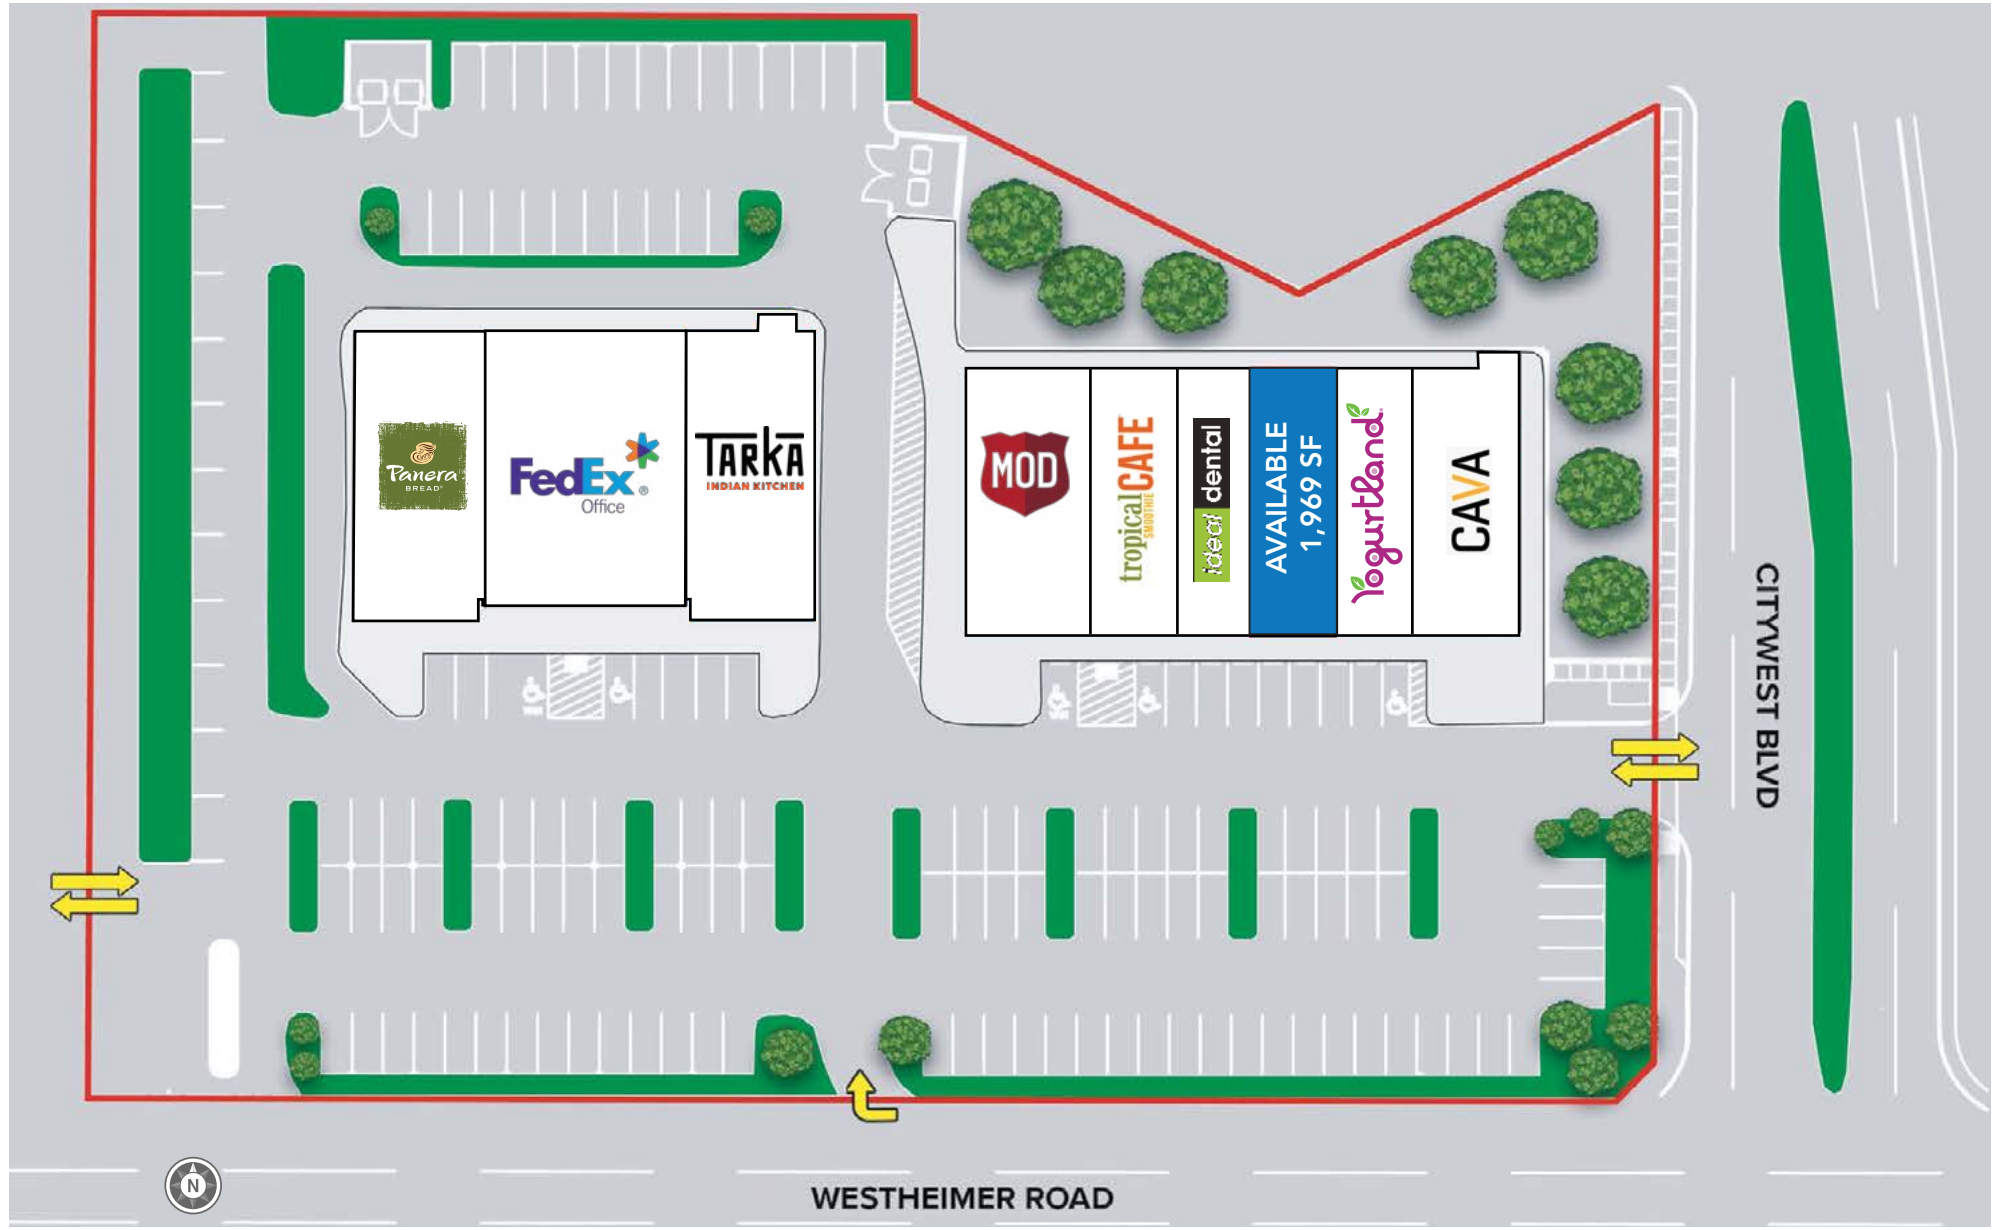 Panera
BREAD®
FedEx®
Office
TARKA
INDIAN KITCHEN
MOD
tropical CAFE
SMOOTHIE
ideal dental
AVAILABLE
1,969 SF
Yogurtland
CAVA
CITYWEST BLVD
N
WESTHEIMER ROAD